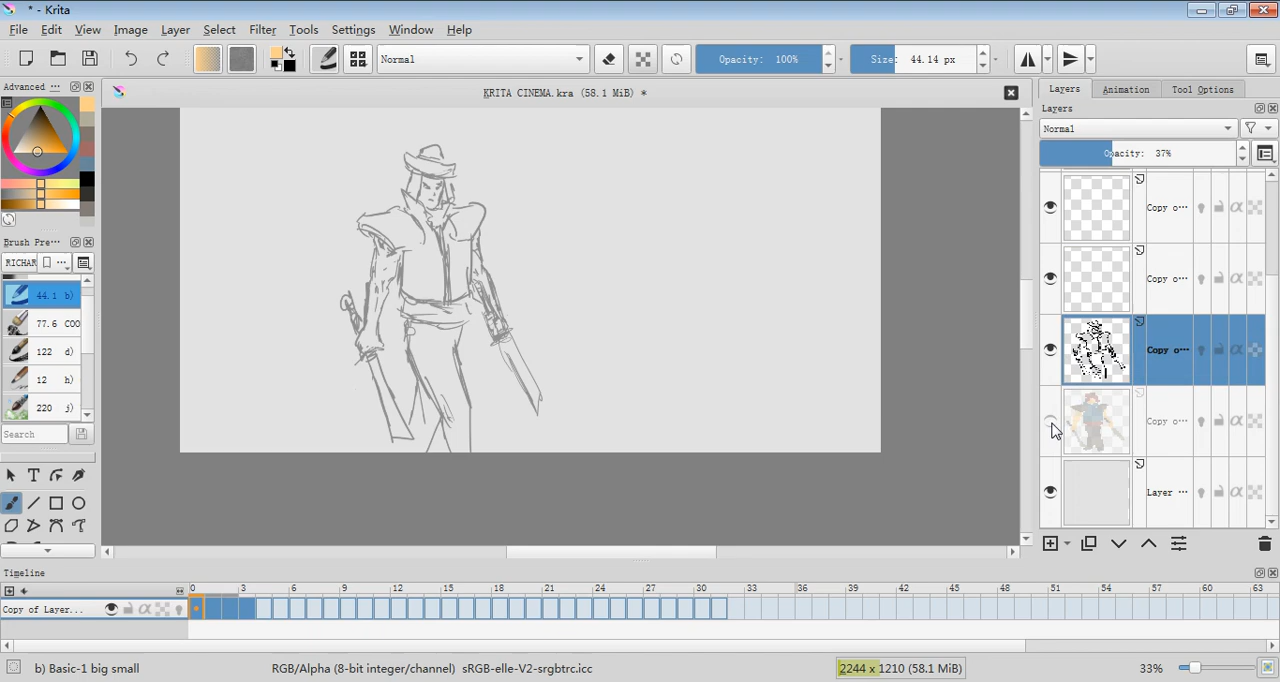 * - Krita
File Edit View Image Layer Select Filter Tools Settings Window Help
Normal Opacity: 100% Size: 44.14 px
Advanced ··· KRITA CINEMA.kra (58.1 MiB) * Layers Animation Tool Options
Layers
Normal
Opacity: 37%
Copy o···
Brush Pre···
RICHAR ···
Copy o···
44.1 b)
77.6 COO
Copy o···
122 d)
12 h)
220 j)
Copy o···
Search
Layer ···
Timeline
0 3 6 9 12 15 18 21 24 27 30 33 36 39 42 45 48 51 54 57 60 63
Copy of Layer...
b) Basic-1 big small RGB/Alpha (8-bit integer/channel) sRGB-elle-V2-srgbtrc.icc 2244 x 1210 (58.1 MiB) 33%